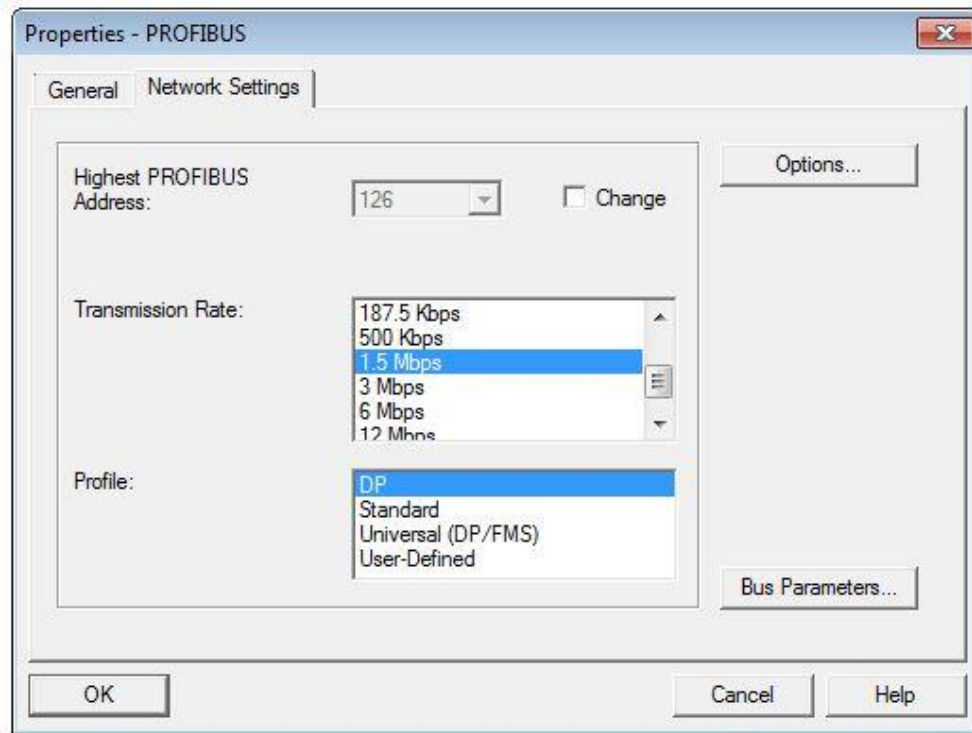 Properties - PROFIBUS
General
Network Settings
Highest PROFIBUS
Address:
126
Change
Options...
Transmission Rate:
187.5 Kbps
500 Kbps
1.5 Mbps
3 Mbps
6 Mbps
12 Mbps
Profile:
DP
Standard
Universal (DP/FMS)
User-Defined
Bus Parameters...
OK
Cancel
Help